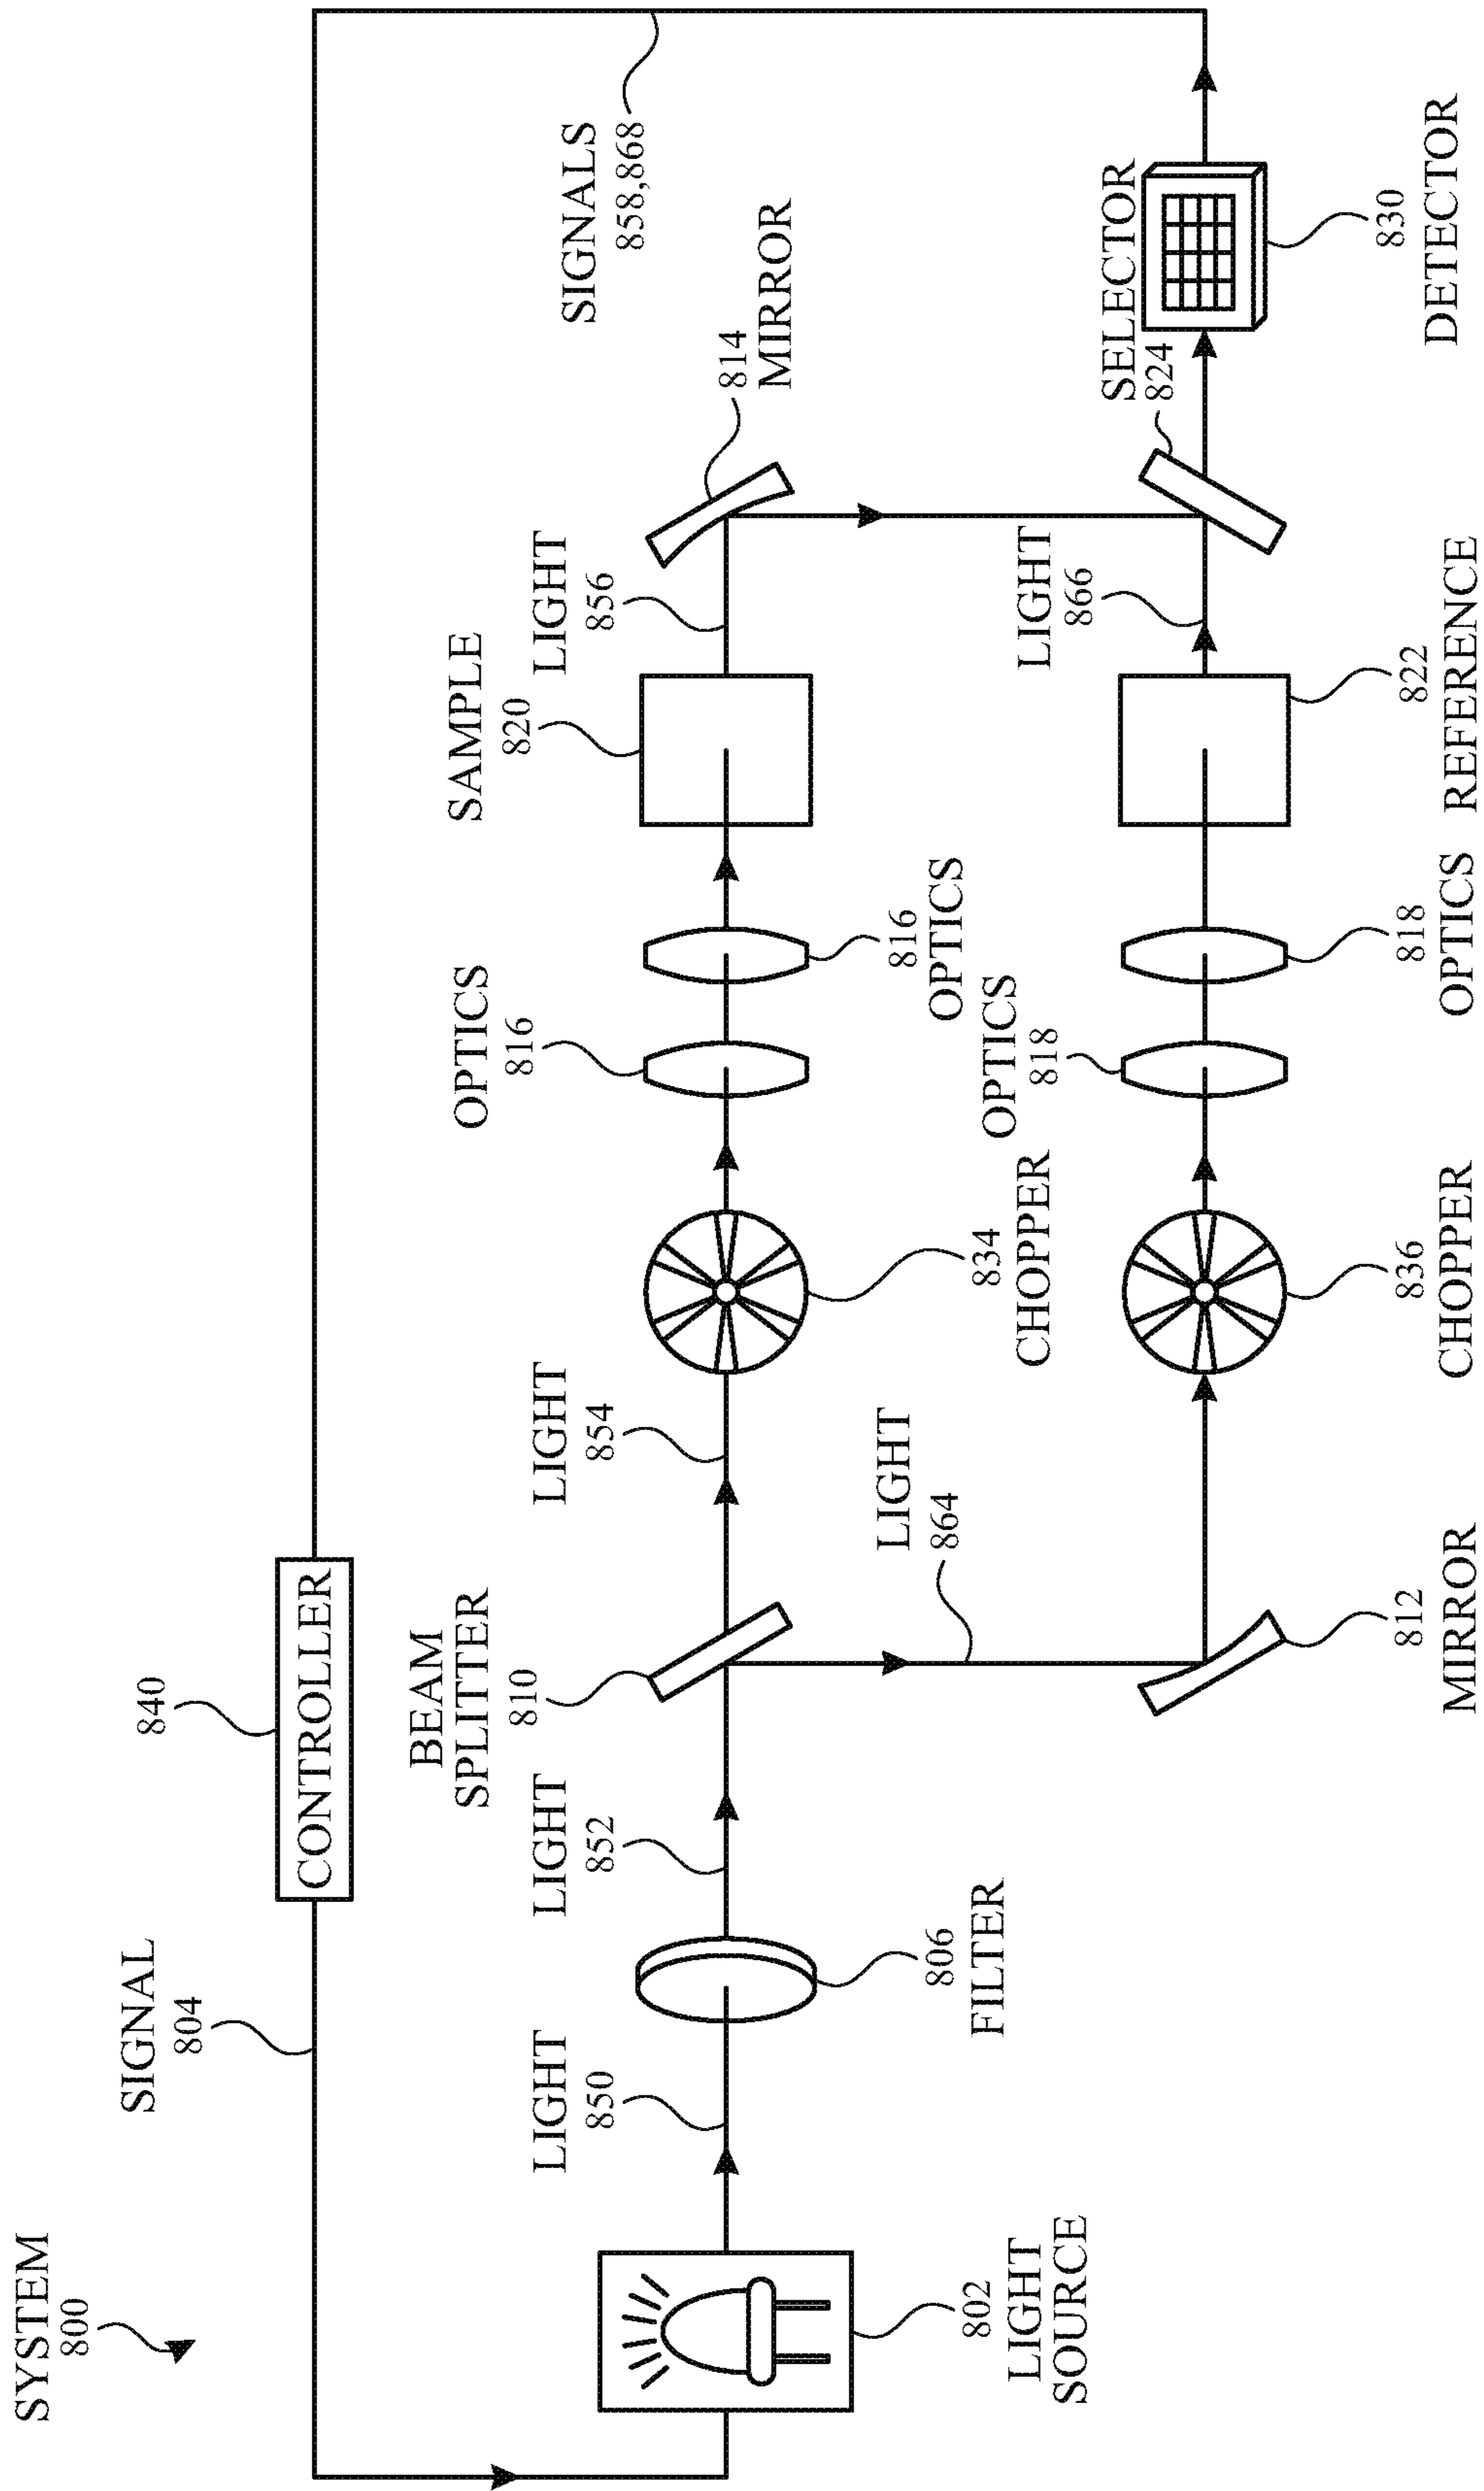 SYSTEM
800
SIGNAL
804
840
CONTROLLER
SIGNALS
858,868
LIGHT
850
LIGHT
852
BEAM
SPLITTER
810
LIGHT
854
OPTICS
816
SAMPLE
820
LIGHT
856
814
MIRROR
802
LIGHT
SOURCE
806
FILTER
LIGHT
864
834
CHOPPER
816
OPTICS
OPTICS
818
LIGHT
866
SELECTOR
824
812
MIRROR
836
CHOPPER
818
OPTICS
822
REFERENCE
830
DETECTOR